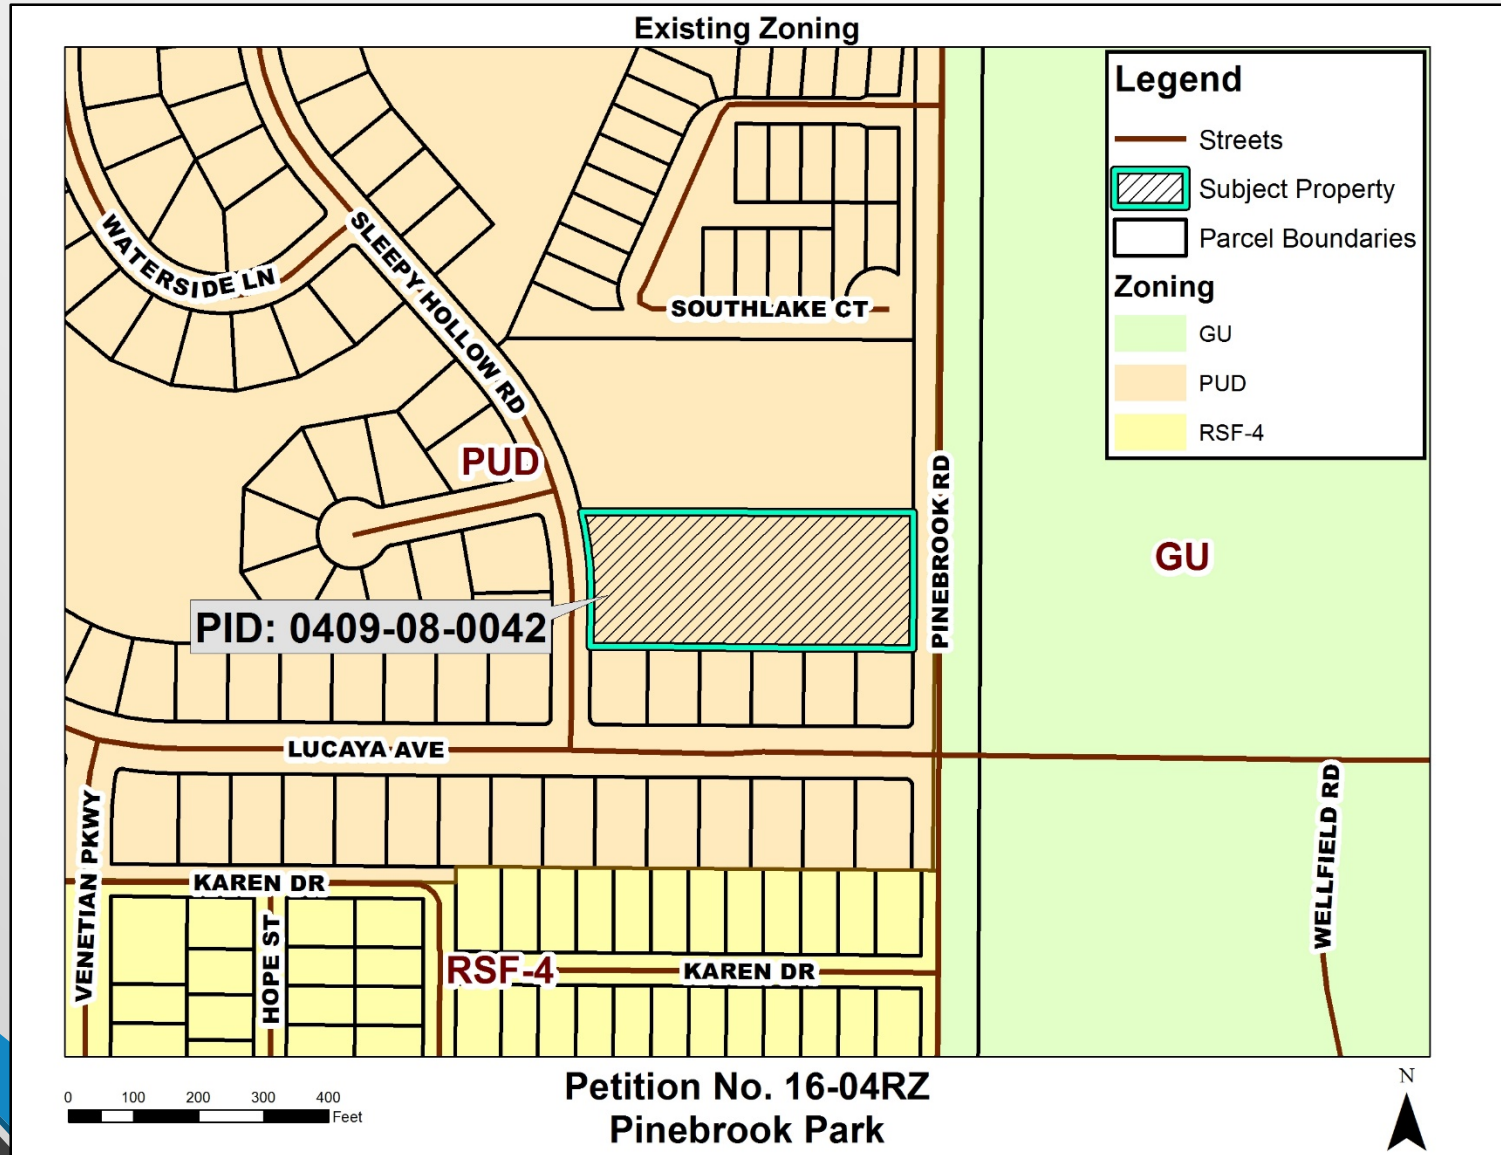 Existing Zoning
Legend
Streets
Subject Property
Parcel Boundaries
Zoning
GU
PUD
RSF-4
WATERSIDE LN
SLEEPY HOLLOW RD
SOUTHLAKE CT
PUD
PINEBROOK RD
GU
PID: 0409-08-0042
LUCAYA AVE
VENETIAN PKWY
KAREN DR
HOPE ST
RSF-4
KAREN DR
WELLFIELD RD
0 100 200 300 400
Feet
Petition No. 16-04RZ
Pinebrook Park
N